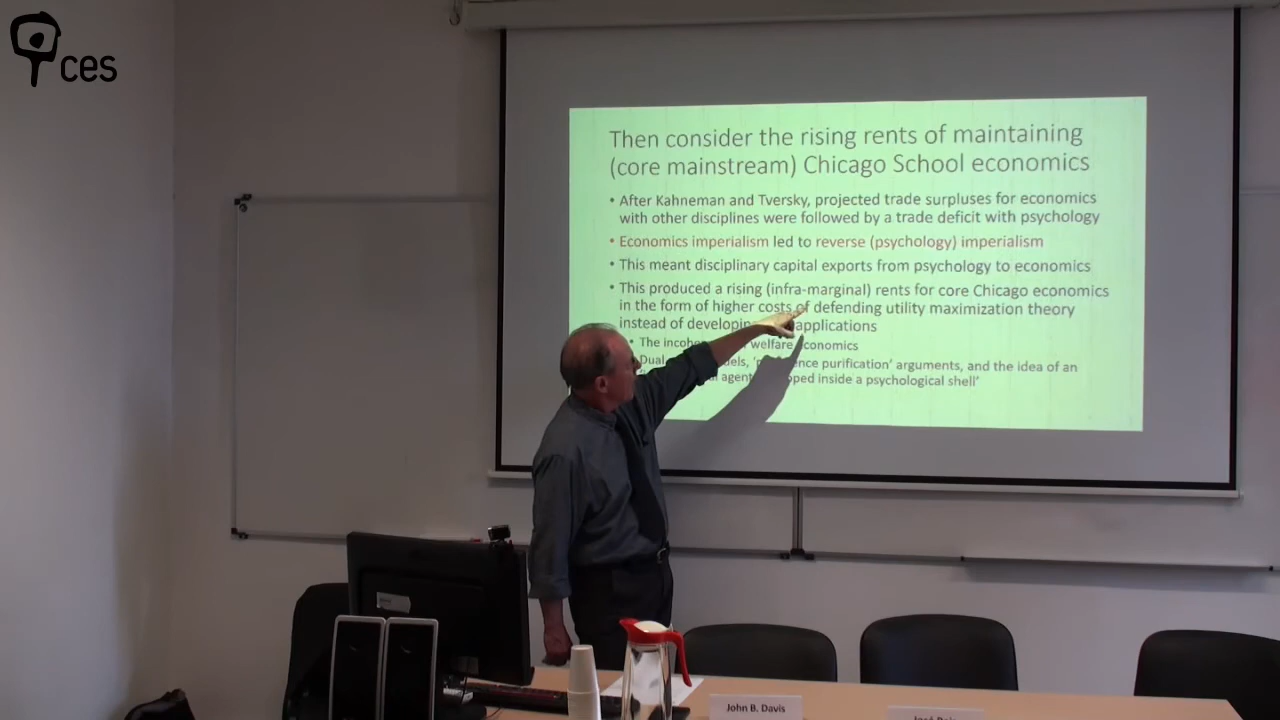 ces
Then consider the rising rents of maintaining
(core mainstream) Chicago School economics
• After Kahneman and Tversky, projected trade surpluses for economics
with other disciplines were followed by a trade deficit with psychology
• Economics imperialism led to reverse (psychology) imperialism
• This meant disciplinary capital exports from psychology to economics
• This produced a rising (infra-marginal) rents for core Chicago economics
in the form of higher costs of defending utility maximization theory
instead of applications
• The welfare economics
Dual arguments, and the idea of an
agent inside a psychological shell'
John B. Davis
José